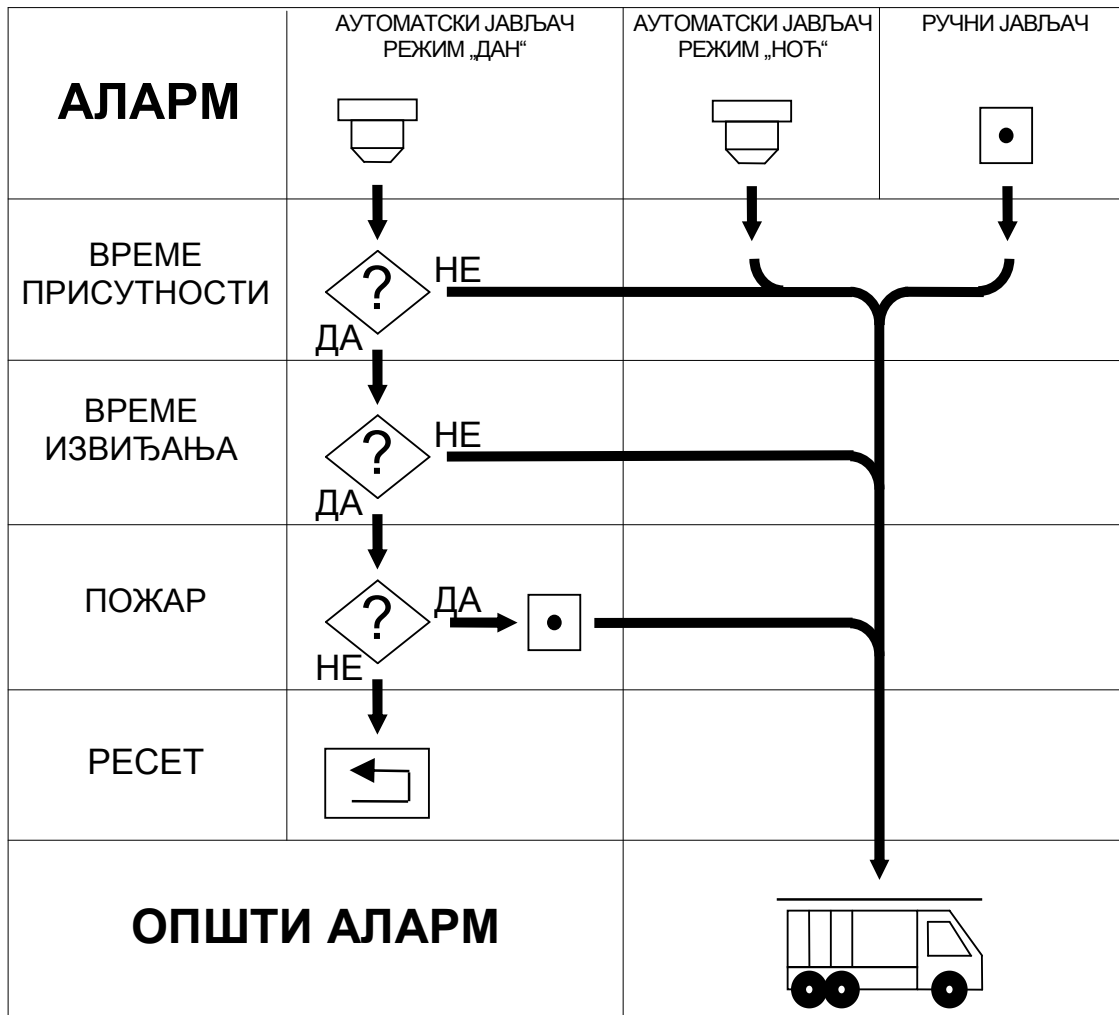 АУТОМАТСКИ ЈАВЉАЧ
РЕЖИМ „ДАН“
АУТОМАТСКИ ЈАВЉАЧ
РЕЖИМ „НОЋ“
РУЧНИ ЈАВЉАЧ
АЛАРМ
ВРЕМЕ
ПРИСУТНОСТИ
?
НЕ
ДА
ВРЕМЕ
ИЗВИЂАЊА
?
НЕ
ДА
ПОЖАР
?
ДА
НЕ
РЕСЕТ
ОПШТИ АЛАРМ